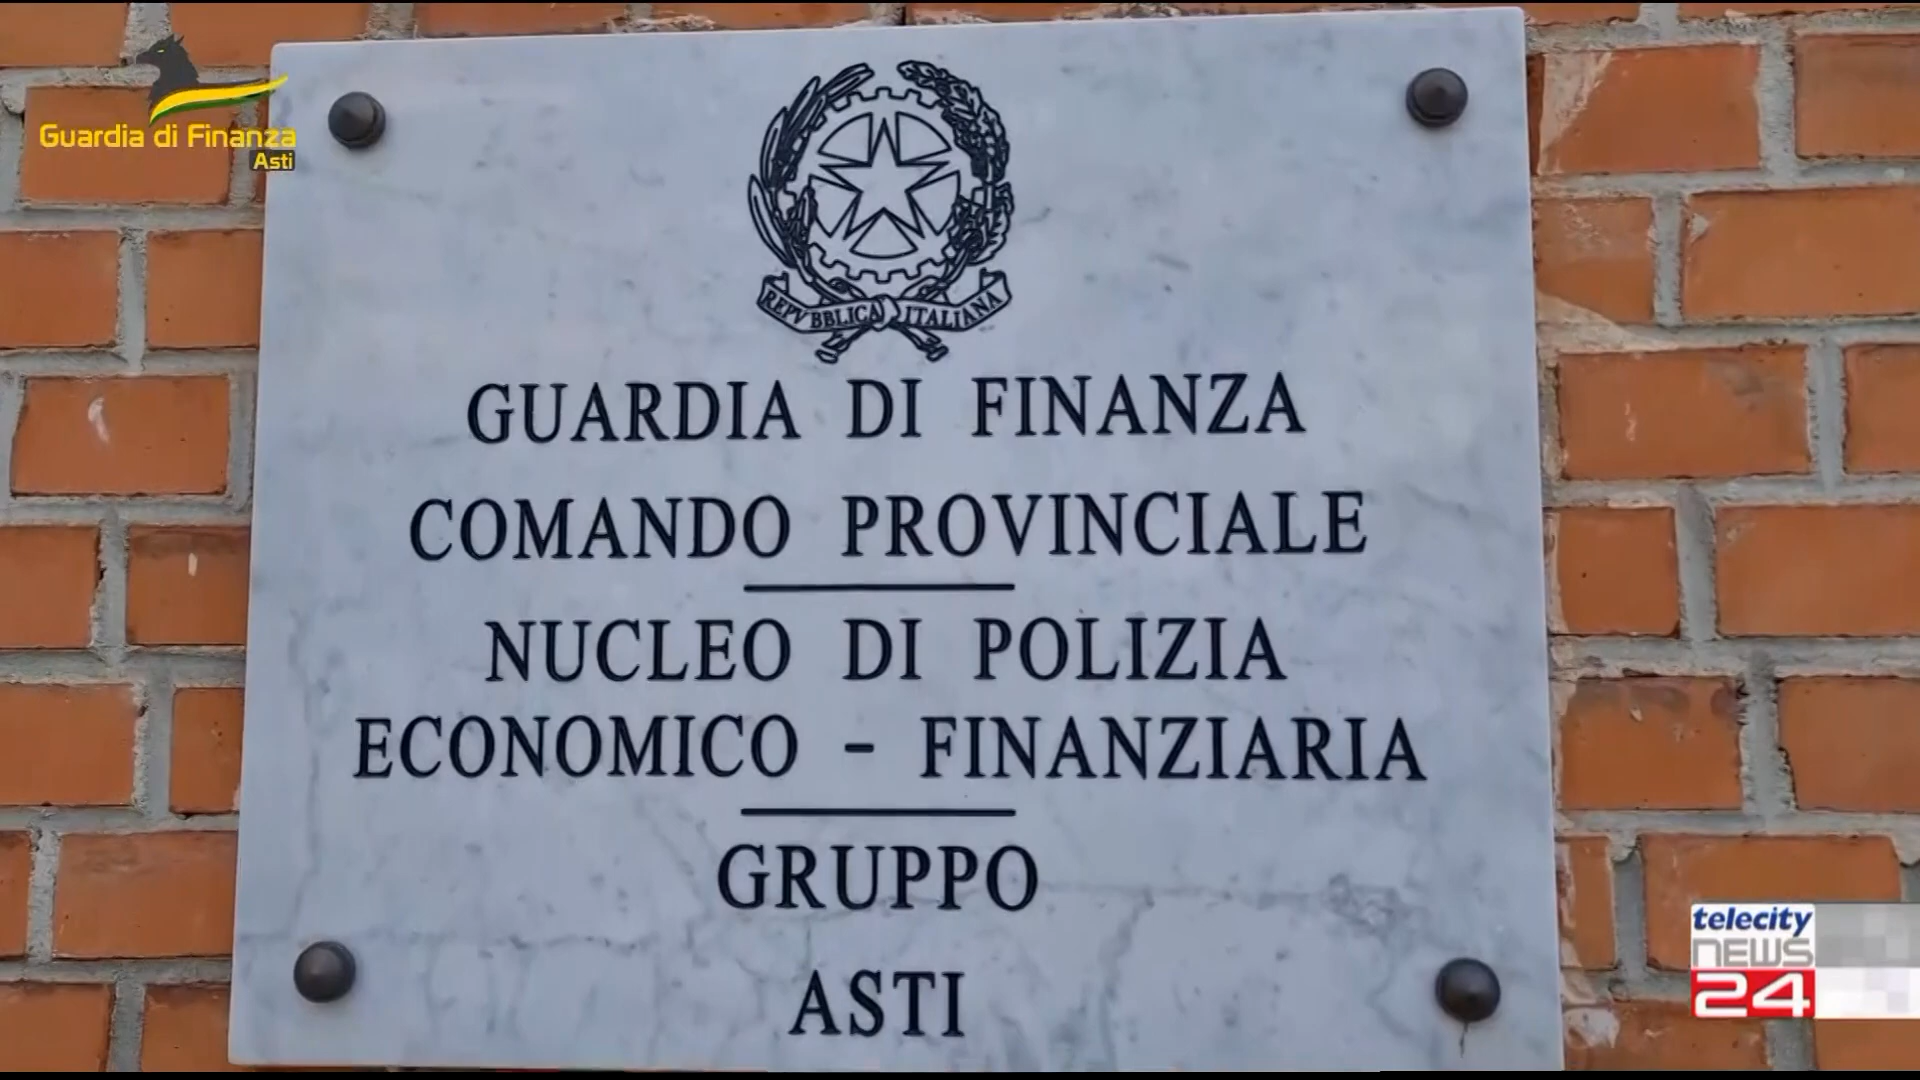 Guardia di Finanza
Asti
REPVBBLICA ITALIANA
GUARDIA DI FINANZA
COMANDO PROVINCIALE
NUCLEO DI POLIZIA
ECONOMICO - FINANZIARIA
GRUPPO
ASTI
telecity
NEWS
24